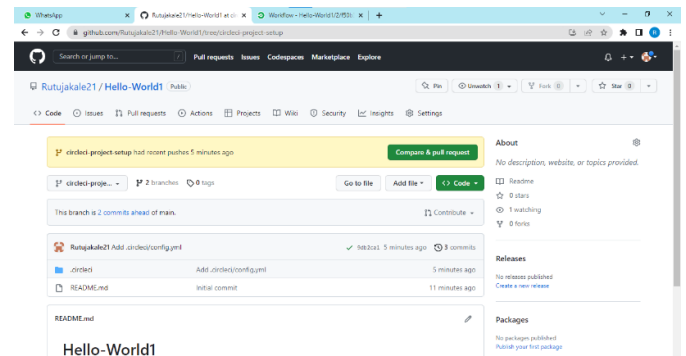 WhatsApp
Rutujakale21/Hello-World1 at ci
Workflow - Hello-World1/2/f50b
github.com/Rutujakale21/Hello-World1/tree/circleci-project-setup
Search or jump to...
Pull requests Issues Codespaces Marketplace Explore
Rutujakale21 / Hello-World1 Public
Pin Unwatch 1 Fork 0 Star 0
Code Issues Pull requests Actions Projects Wiki Security Insights Settings
circleci-project-setup had recent pushes 5 minutes ago
Compare & pull request
circleci-proje... 2 branches 0 tags
Go to file Add file Code
This branch is 2 commits ahead of main.
Contribute
Rutujakale21 Add .circleci/config.yml
5 minutes ago 3 commits
.circleci Add .circleci/config.yml 5 minutes ago
README.md Initial commit 11 minutes ago
README.md
Hello-World1
About
No description, website, or topics provided.
Readme
0 stars
1 watching
0 forks
Releases
No releases published
Create a new release
Packages
No packages published
Publish your first package